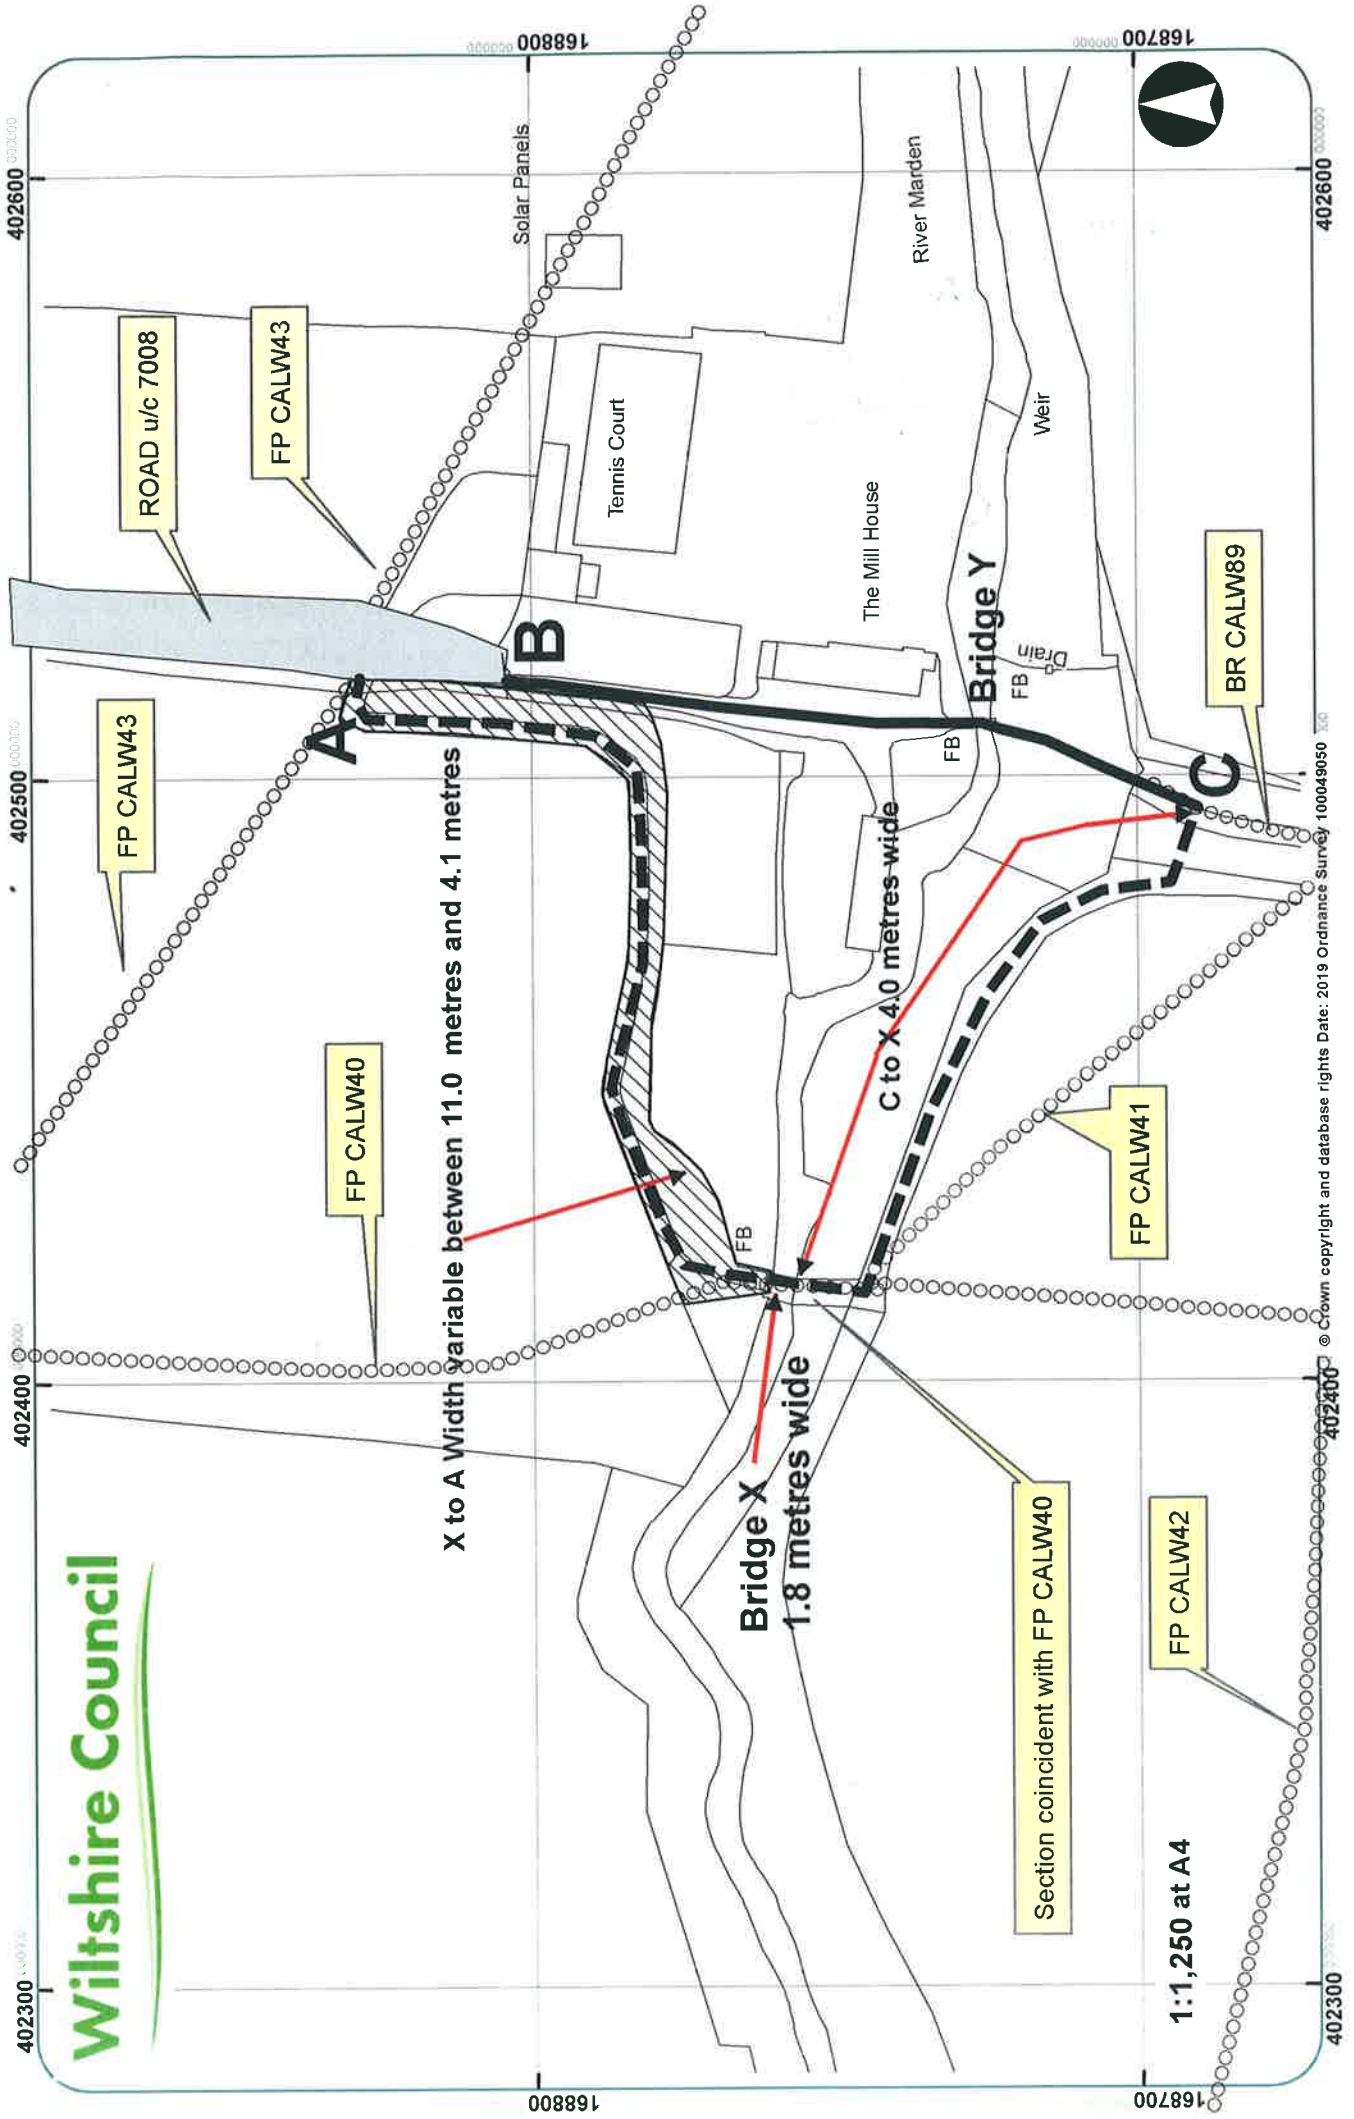 Wiltshire Council
402300
402400
402500
402600
168800
168700
168800
168700
402300
402400
402600
FP CALW43
ROAD u/c 7008
FP CALW43
FP CALW40
A
B
C
Solar Panels
Tennis Court
The Mill House
River Marden
Weir
X to A Width variable between 11.0 metres and 4.1 metres
FB
FB
FB
Drain
Bridge Y
Bridge X
1.8 metres wide
C to X 4.0 metres wide
BR CALW89
FP CALW41
Section coincident with FP CALW40
FP CALW42
1:1,250 at A4
© Crown copyright and database rights Date: 2019 Ordnance Survey 100049050